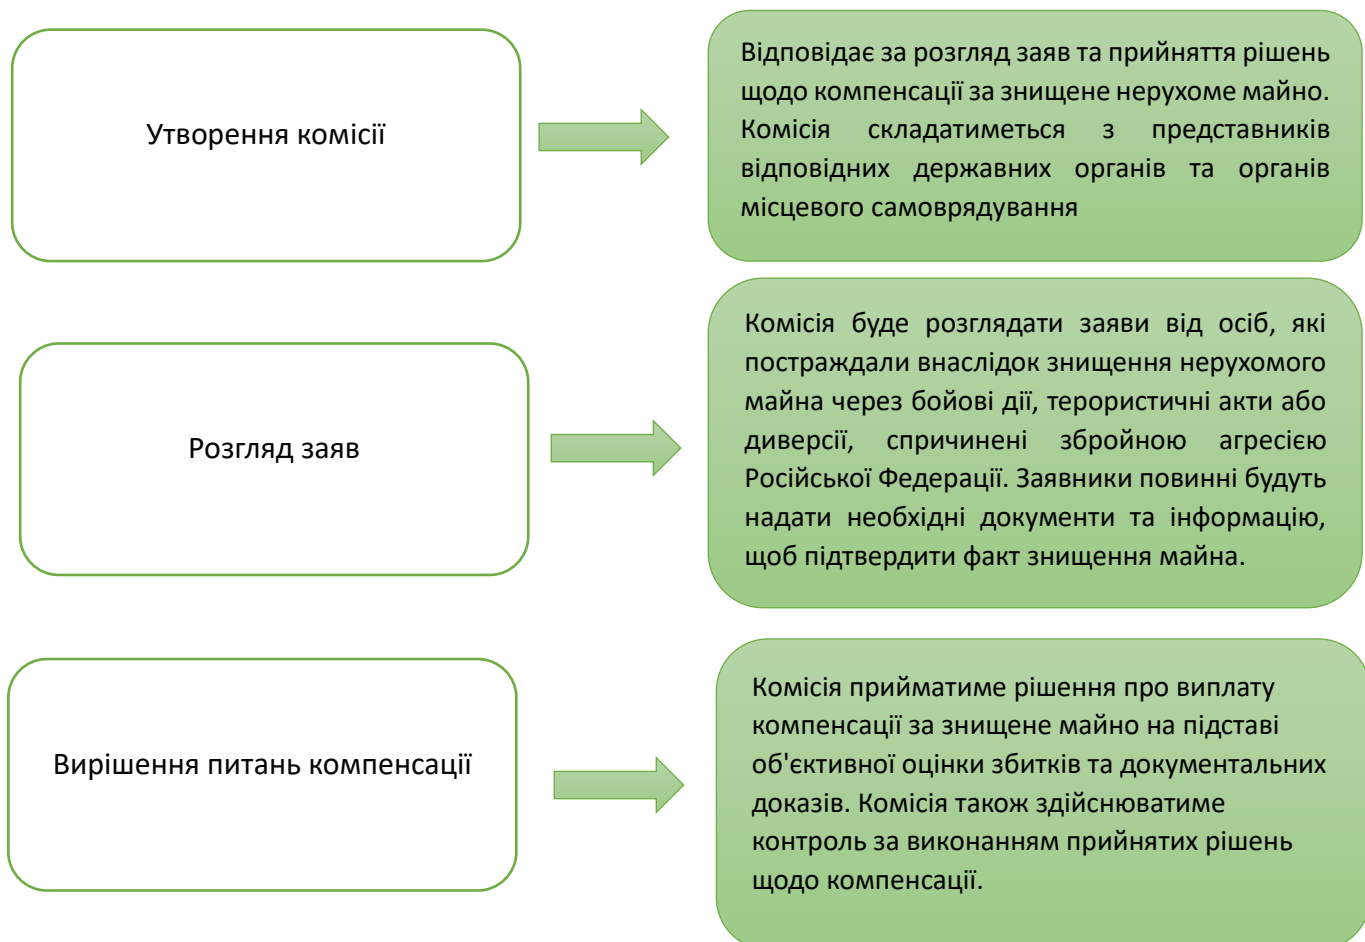 Утворення комісії
Відповідає за розгляд заяв та прийняття рішень
щодо компенсації за знищене нерухоме майно.
Комісія складатиметься з представників
відповідних державних органів та органів
місцевого самоврядування
Розгляд заяв
Комісія буде розглядати заяви від осіб, які
постраждали внаслідок знищення нерухомого
майна через бойові дії, терористичні акти або
диверсії, спричинені збройною агресією
Російської Федерації. Заявники повинні будуть
надати необхідні документи та інформацію,
щоб підтвердити факт знищення майна.
Вирішення питань компенсації
Комісія прийматиме рішення про виплату
компенсації за знищене майно на підставі
об'єктивної оцінки збитків та документальних
доказів. Комісія також здійснюватиме
контроль за виконанням прийнятих рішень
щодо компенсації.